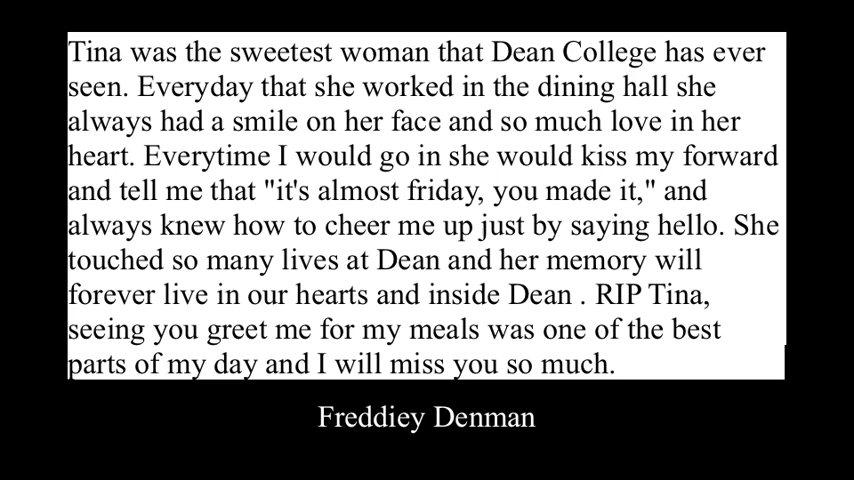 Tina was the sweetest woman that Dean College has ever
seen. Everyday that she worked in the dining hall she
always had a smile on her face and so much love in her
heart. Everytime I would go in she would kiss my forward
and tell me that "it's almost friday, you made it," and
always knew how to cheer me up just by saying hello. She
touched so many lives at Dean and her memory will
forever live in our hearts and inside Dean . RIP Tina,
seeing you greet me for my meals was one of the best
parts of my day and I will miss you so much.
Freddiey Denman